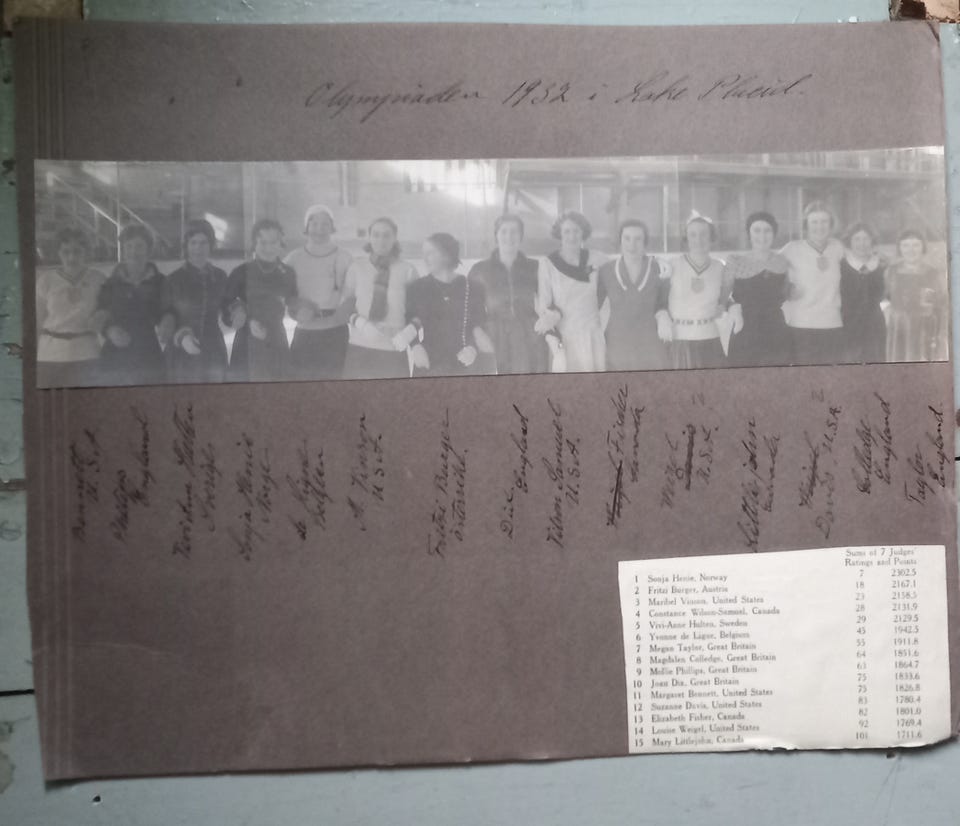 Olympiaden 1932 i Lake Placid.
Bennett
U.S.A
Phillips
England
Vivi-Ann Hultén
Sverige
Sonja Henie
Norge
de Ligne
Belgien
M. Vinson
U.S.A.
Fritzi Burger
Österrike.
Dix
England
Wilson Samuel
U.S.A.
Fisher
Canada
Weigel
U.S.A.
Littlejohn
Canada
Davis U.S.A
Colledge
England
Taylor
England.
Sums of 7 Judges'
Ratings and Points
1 Sonja Henie, Norway 7 2302.5
2 Fritzi Burger, Austria 18 2167.1
3 Maribel Vinson, United States 23 2158.5
4 Constance Wilson-Samuel, Canada 28 2131.9
5 Vivi-Anne Hulten, Sweden 29 2129.5
6 Yvonne de Ligne, Belgium 45 1942.5
7 Megan Taylor, Great Britain 55 1911.8
8 Magdalen Colledge, Great Britain 64 1851.6
9 Mollie Phillips, Great Britain 63 1864.7
10 Joan Dix, Great Britain 75 1833.6
11 Margaret Bennett, United States 75 1826.8
12 Suzanne Davis, United States 83 1780.4
13 Elizabeth Fisher, Canada 82 1801.0
14 Louise Weigel, United States 92 1769.4
15 Mary Littlejohn, Canada 101 1711.6